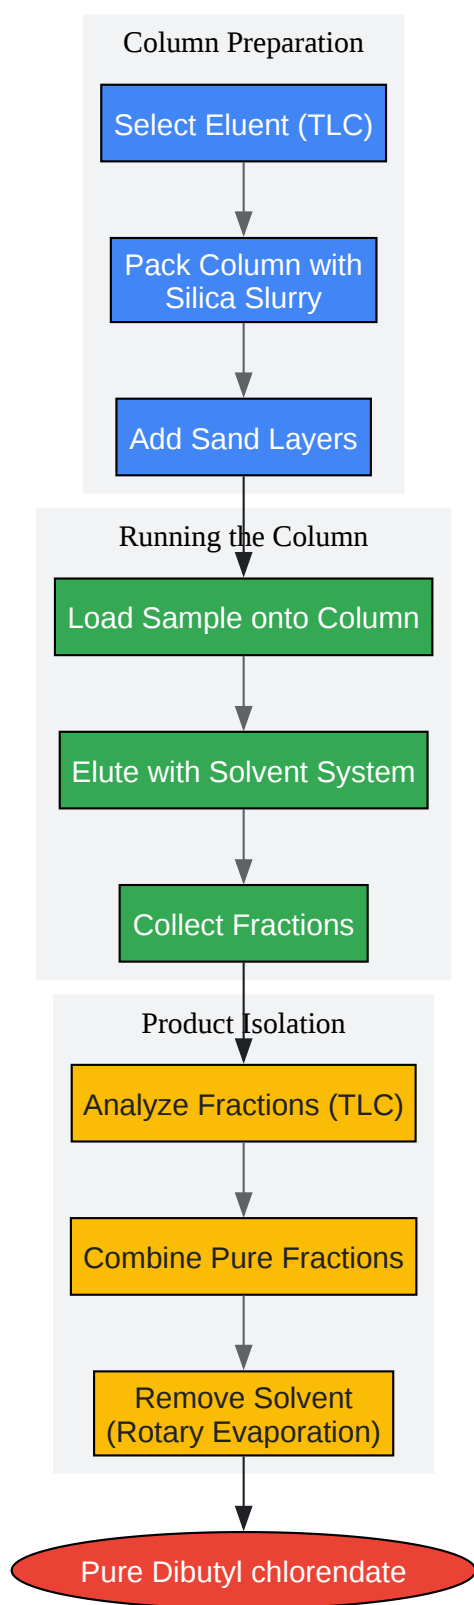 Column Preparation
Select Eluent (TLC)
Pack Column with
Silica Slurry
Add Sand Layers
Running the Column
Load Sample onto Column
Elute with Solvent System
Collect Fractions
Product Isolation
Analyze Fractions (TLC)
Combine Pure Fractions
Remove Solvent
(Rotary Evaporation)
Pure Dibutyl chlorendate